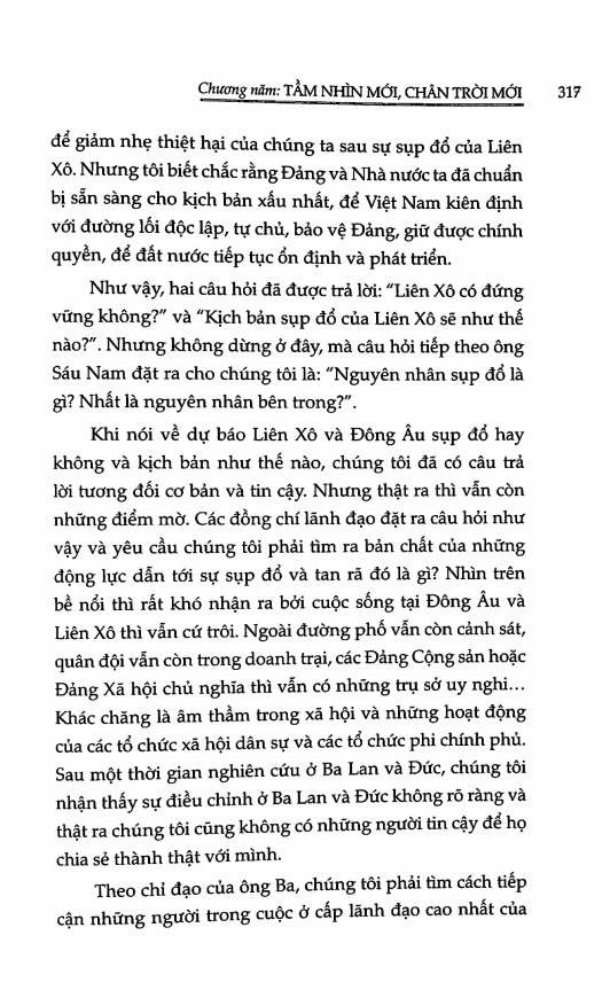 Chương năm: TẦM NHÌN MỚI, CHÂN TRỜI MỚI 317
để giảm nhẹ thiệt hại của chúng ta sau sự sụp đổ của Liên
Xô. Nhưng tôi biết chắc rằng Đảng và Nhà nước ta đã chuẩn
bị sẵn sàng cho kịch bản xấu nhất, để Việt Nam kiên định
với đường lối độc lập, tự chủ, bảo vệ Đảng, giữ được chính
quyền, để đất nước tiếp tục ổn định và phát triển.
Như vậy, hai câu hỏi đã được trả lời: “Liên Xô có đứng
vững không?” và “Kịch bản sụp đổ của Liên Xô sẽ như thế
nào?”. Nhưng không dừng ở đây, mà câu hỏi tiếp theo ông
Sáu Nam đặt ra cho chúng tôi là: “Nguyên nhân sụp đổ là
gì? Nhất là nguyên nhân bên trong?”.
Khi nói về dự báo Liên Xô và Đông Âu sụp đổ hay
không và kịch bản như thế nào, chúng tôi đã có câu trả
lời tương đối cơ bản và tin cậy. Nhưng thật ra thì vẫn còn
những điểm mờ. Các đồng chí lãnh đạo đặt ra câu hỏi như
vậy và yêu cầu chúng tôi phải tìm ra bản chất của những
động lực dẫn tới sự sụp đổ và tan rã đó là gì? Nhìn trên
bề nổi thì rất khó nhận ra bởi cuộc sống tại Đông Âu và
Liên Xô thì vẫn cứ trôi. Ngoài đường phố vẫn còn cảnh sát,
quân đội vẫn còn trong doanh trại, các Đảng Cộng sản hoặc
Đảng Xã hội chủ nghĩa thì vẫn có những trụ sở uy nghi...
Khác chăng là âm thầm trong xã hội và những hoạt động
của các tổ chức xã hội dân sự và các tổ chức phi chính phủ.
Sau một thời gian nghiên cứu ở Ba Lan và Đức, chúng tôi
nhận thấy sự điều chỉnh ở Ba Lan và Đức không rõ ràng và
thật ra chúng tôi cũng không có những người tin cậy để họ
chia sẻ thành thật với mình.
Theo chỉ đạo của ông Ba, chúng tôi phải tìm cách tiếp
cận những người trong cuộc ở cấp lãnh đạo cao nhất của